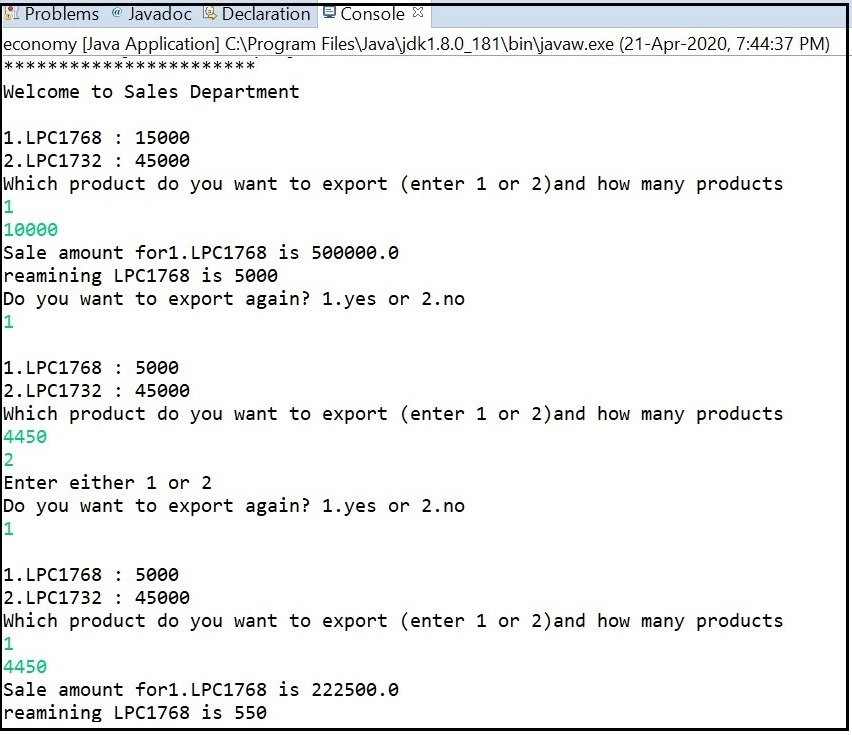 Problems @ Javadoc Declaration Console
economy [Java Application] C:\Program Files\Java\jdk1.8.0_181\bin\javaw.exe (21-Apr-2020, 7:44:37 PM)
***********************
Welcome to Sales Department
1.LPC1768 : 15000
2.LPC1732 : 45000
Which product do you want to export (enter 1 or 2)and how many products
1
10000
Sale amount for1.LPC1768 is 500000.0
reamining LPC1768 is 5000
Do you want to export again? 1.yes or 2.no
1
1.LPC1768 : 5000
2.LPC1732 : 45000
Which product do you want to export (enter 1 or 2)and how many products
4450
2
Enter either 1 or 2
Do you want to export again? 1.yes or 2.no
1
1.LPC1768 : 5000
2.LPC1732 : 45000
Which product do you want to export (enter 1 or 2)and how many products
1
4450
Sale amount for1.LPC1768 is 222500.0
reamining LPC1768 is 550